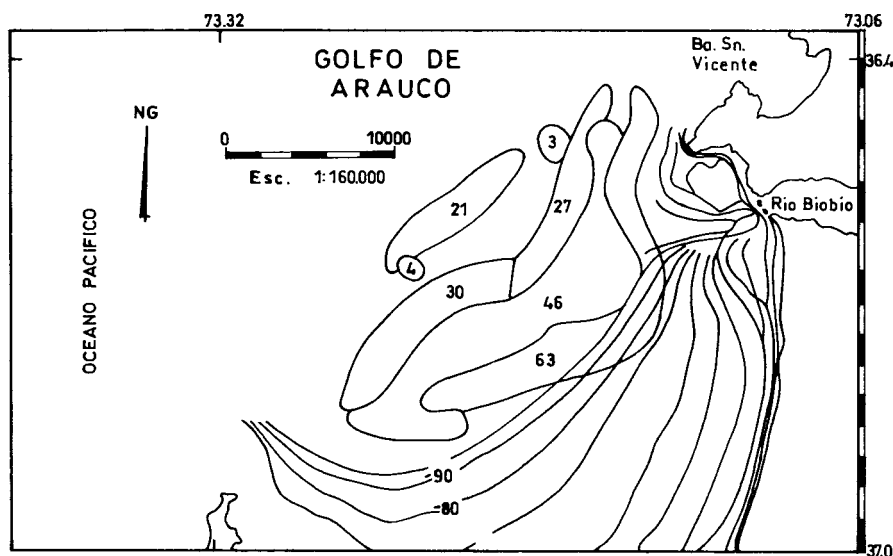 73.32
73.06
GOLFO DE
ARAUCO
Ba. Sn.
Vicente
36.4
NG
0 10000
Esc. 1:160.000
3
21
27
Rio Biobio
4
30
46
63
OCEANO PACIFICO
90
80
37.0